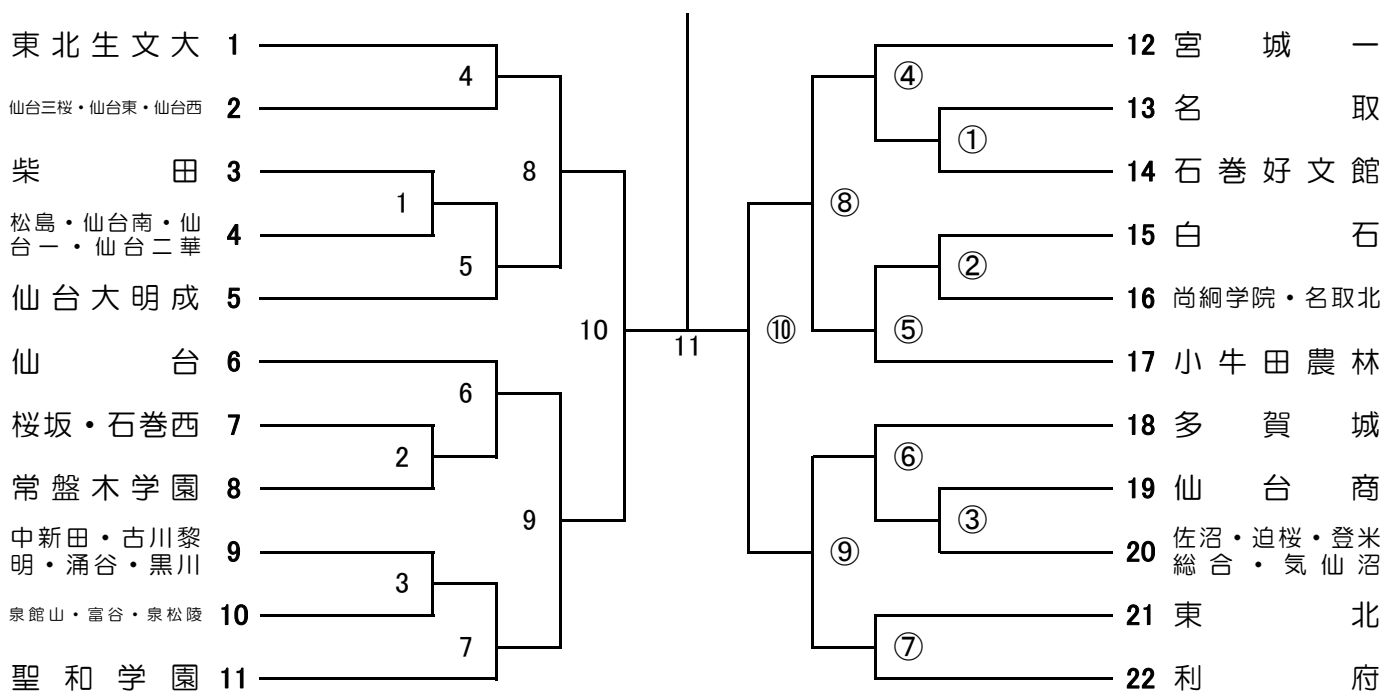 東北生文大 1
仙台三桜・仙台東・仙台西 2
柴田 3
松島・仙台南・仙
台一・仙台二華 4
仙台大明成 5
仙台 6
桜坂・石巻西 7
常盤木学園 8
中新田・古川黎
明・涌谷・黒川 9
泉館山・富谷・泉松陵 10
聖和学園 11
4
8
1
5
10
6
2
9
3
7
11
④
①
⑧
②
⑩
⑤
⑥
③
⑨
⑦
12 宮城一
13 名取
14 石巻好文館
15 白石
16 尚絅学院・名取北
17 小牛田農林
18 多賀城
19 仙台商
20 佐沼・迫桜・登米
総合・気仙沼
21 東北
22 利府